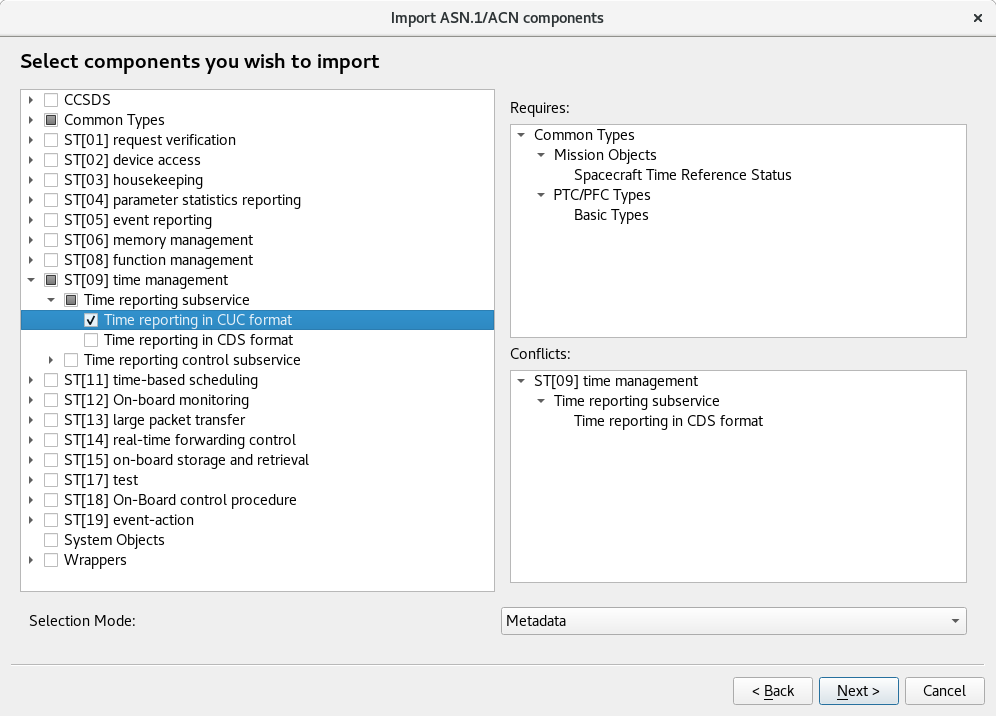 Import ASN.1/ACN components
Select components you wish to import
CCSDS
Common Types
ST[01] request verification
ST[02] device access
ST[03] housekeeping
ST[04] parameter statistics reporting
ST[05] event reporting
ST[06] memory management
ST[08] function management
ST[09] time management
Time reporting subservice
Time reporting in CUC format
Time reporting in CDS format
Time reporting control subservice
ST[11] time-based scheduling
ST[12] On-board monitoring
ST[13] large packet transfer
ST[14] real-time forwarding control
ST[15] on-board storage and retrieval
ST[17] test
ST[18] On-Board control procedure
ST[19] event-action
System Objects
Wrappers
Requires:
Common Types
Mission Objects
Spacecraft Time Reference Status
PTC/PFC Types
Basic Types
Conflicts:
ST[09] time management
Time reporting subservice
Time reporting in CDS format
Selection Mode:
Metadata
< Back
Next >
Cancel